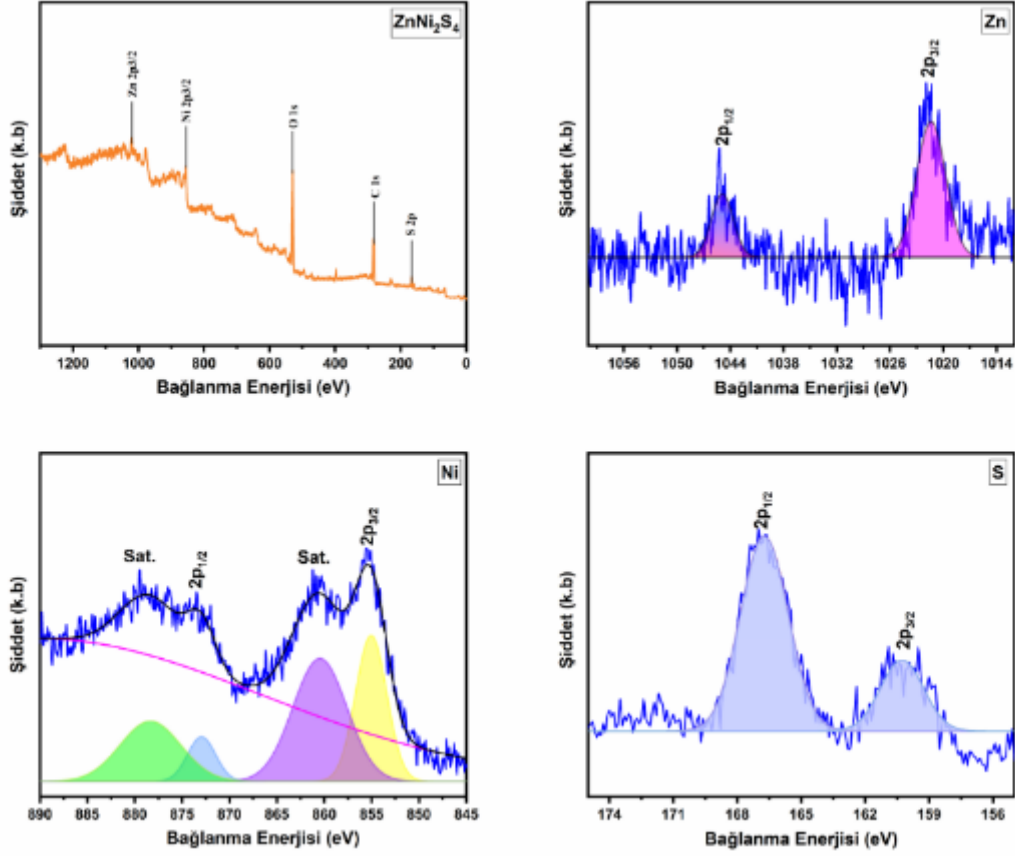 ZnNi₂S₄
Zn 2p3/2
Ni 2p3/2
O 1s
C 1s
S 2p
Şiddet (k.b)
1200 1000 800 600 400 200 0
Bağlanma Enerjisi (eV)
Zn
2p₁/₂
2p₃/₂
Şiddet (k.b)
1056 1050 1044 1038 1032 1026 1020 1014
Bağlanma Enerjisi (eV)
Ni
Sat.
2p₁/₂
Sat.
2p₃/₂
Şiddet (k.b)
890 885 880 875 870 865 860 855 850 845
Bağlanma Enerjisi (eV)
S
2p₁/₂
2p₃/₂
Şiddet (k.b)
174 171 168 165 162 159 156
Bağlanma Enerjisi (eV)